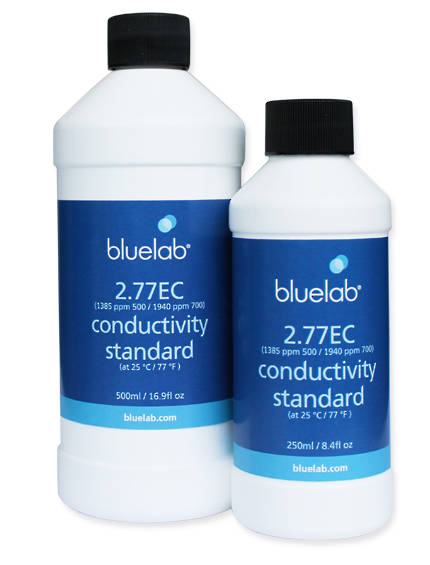 bluelab®
2.77EC
(1385 ppm 500 / 1940 ppm 700)
conductivity
standard
(at 25 °C / 77 °F)
500ml / 16.9fl oz
bluelab.com
bluelab®
2.77EC
(1385 ppm 500 / 1940 ppm 700)
conductivity
standard
(at 25 °C / 77 °F)
250ml / 8.4fl oz
bluelab.com